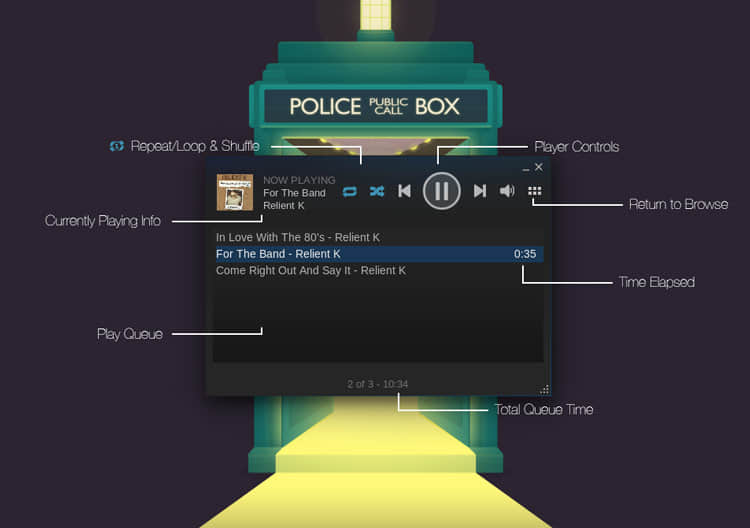 POLICE PUBLIC CALL BOX
Repeat/Loop & Shuffle
Player Controls
NOW PLAYING
For The Band
Relient K
Currently Playing Info
Return to Browse
In Love With The 80's - Relient K
For The Band - Relient K 0:35
Come Right Out And Say It - Relient K
Time Elapsed
Play Queue
2 of 3 - 10:34
Total Queue Time